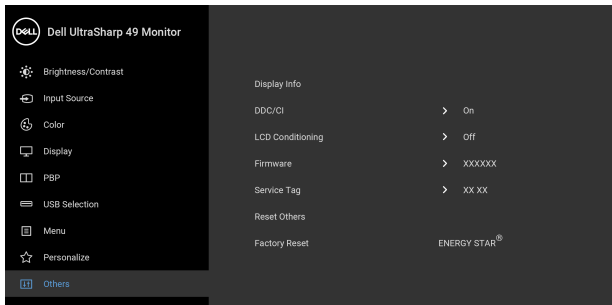 DELL Dell UltraSharp 49 Monitor
Brightness/Contrast
Input Source
Color
Display
PBP
USB Selection
Menu
Personalize
Others
Display Info
DDC/CI > On
LCD Conditioning > Off
Firmware > XXXXXX
Service Tag > XX XX
Reset Others
Factory Reset ENERGY STAR®